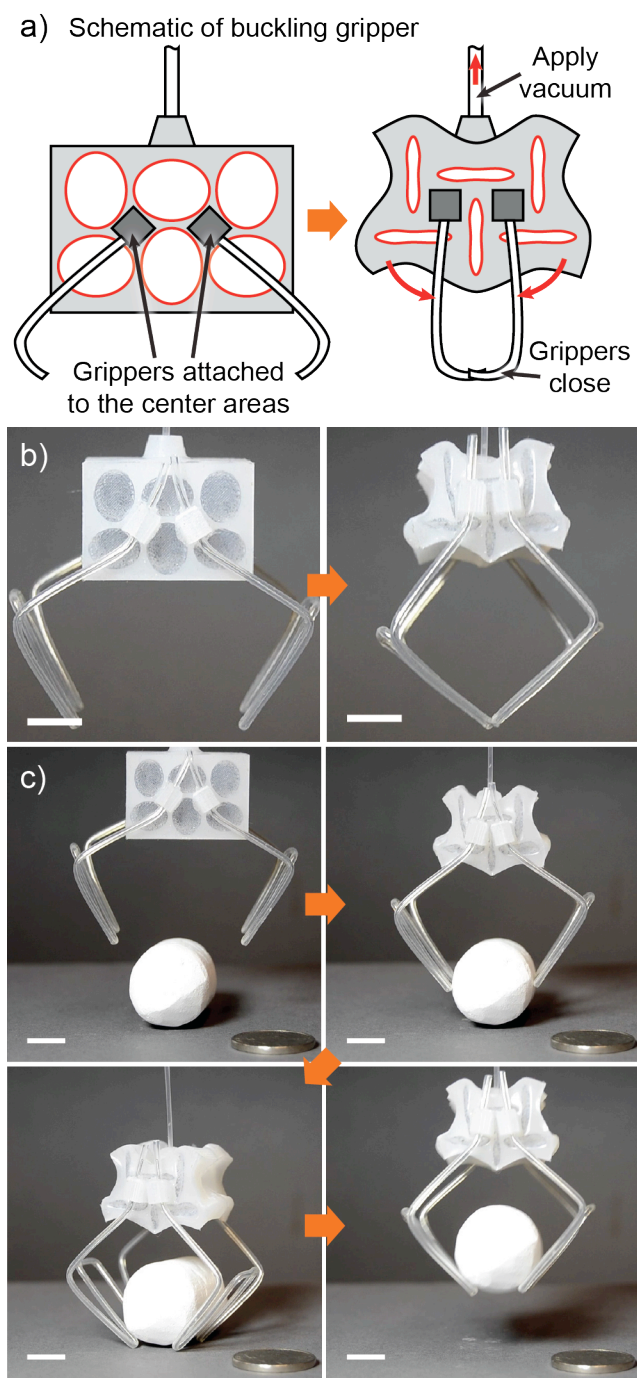 a) Schematic of buckling gripper
Apply
vacuum
Grippers attached
to the center areas
Grippers
close
b)
c)